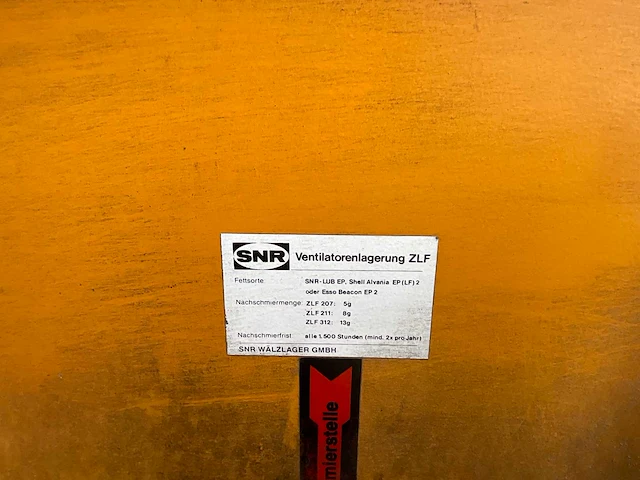 SNR Ventilatorenlagerung ZLF
Fettsorte: SNR-LUB EP, Shell Alvania EP (LF) 2
oder Esso Beacon EP 2
Nachschmiermenge: ZLF 207: 5g
ZLF 211: 8g
ZLF 312: 13g
Nachschmierfrist: alle 1.500 Stunden (mind. 2x pro Jahr)
SNR WÄLZLAGER GMBH
mierstelle